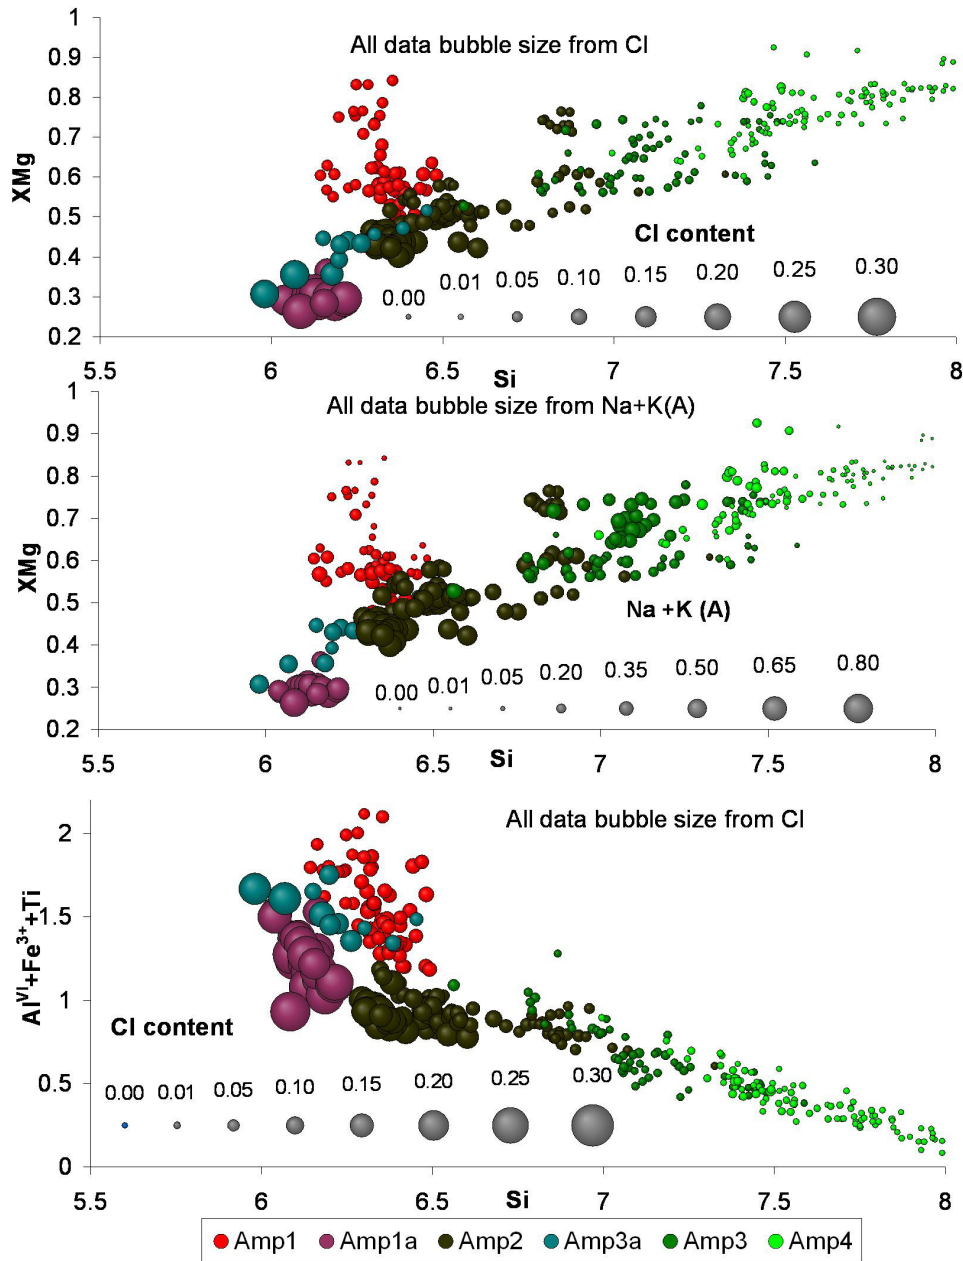 All data bubble size from Cl
XMg
1
0.9
0.8
0.7
0.6
0.5
0.4
0.3
0.2
Cl content
0.00 0.01 0.05 0.10 0.15 0.20 0.25 0.30
5.5 6 6.5 7 7.5 8
Si
All data bubble size from Na+K(A)
XMg
1
0.9
0.8
0.7
0.6
0.5
0.4
0.3
0.2
Na +K (A)
0.00 0.01 0.05 0.20 0.35 0.50 0.65 0.80
5.5 6 6.5 7 7.5 8
Si
All data bubble size from Cl
Al^VI+Fe^3++Ti
2
1.5
1
0.5
0
Cl content
0.00 0.01 0.05 0.10 0.15 0.20 0.25 0.30
5.5 6 6.5 7 7.5 8
Si
Amp1 Amp1a Amp2 Amp3a Amp3 Amp4